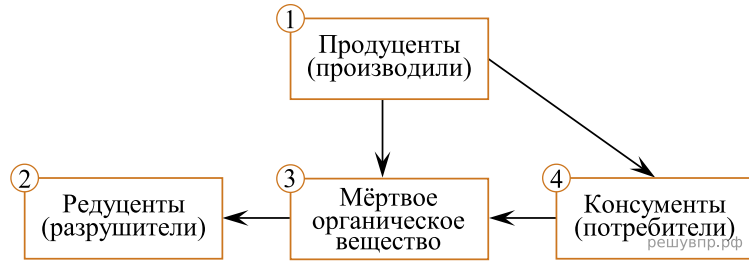 1
Продуценты
(производили)
2
Редуценты
(разрушители)
3
Мёртвое
органическое
вещество
4
Консументы
(потребители)
решувпр.рф